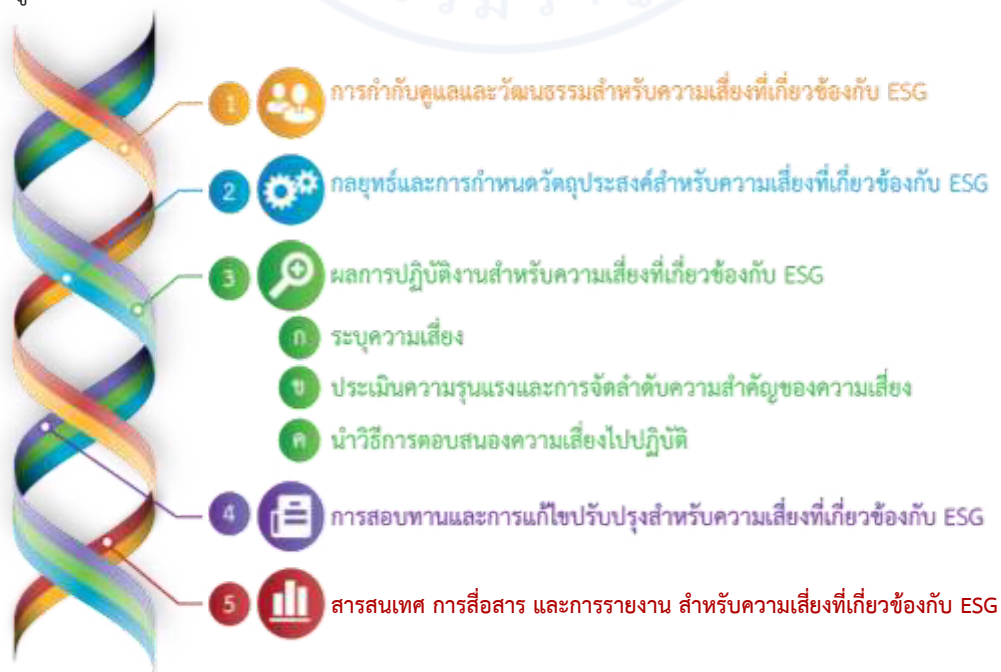 1 การกำกับดูแลและวัฒนธรรมสำหรับความเสี่ยงที่เกี่ยวข้องกับ ESG
2 กลยุทธ์และการกำหนดวัตถุประสงค์สำหรับความเสี่ยงที่เกี่ยวข้องกับ ESG
3 ผลการปฏิบัติงานสำหรับความเสี่ยงที่เกี่ยวข้องกับ ESG
ก ระบุความเสี่ยง
ข ประเมินความรุนแรงและการจัดลำดับความสำคัญของความเสี่ยง
ค นำวิธีการตอบสนองความเสี่ยงไปปฏิบัติ
4 การสอบทานและการแก้ไขปรับปรุงสำหรับความเสี่ยงที่เกี่ยวข้องกับ ESG
5 สารสนเทศ การสื่อสาร และการรายงาน สำหรับความเสี่ยงที่เกี่ยวข้องกับ ESG